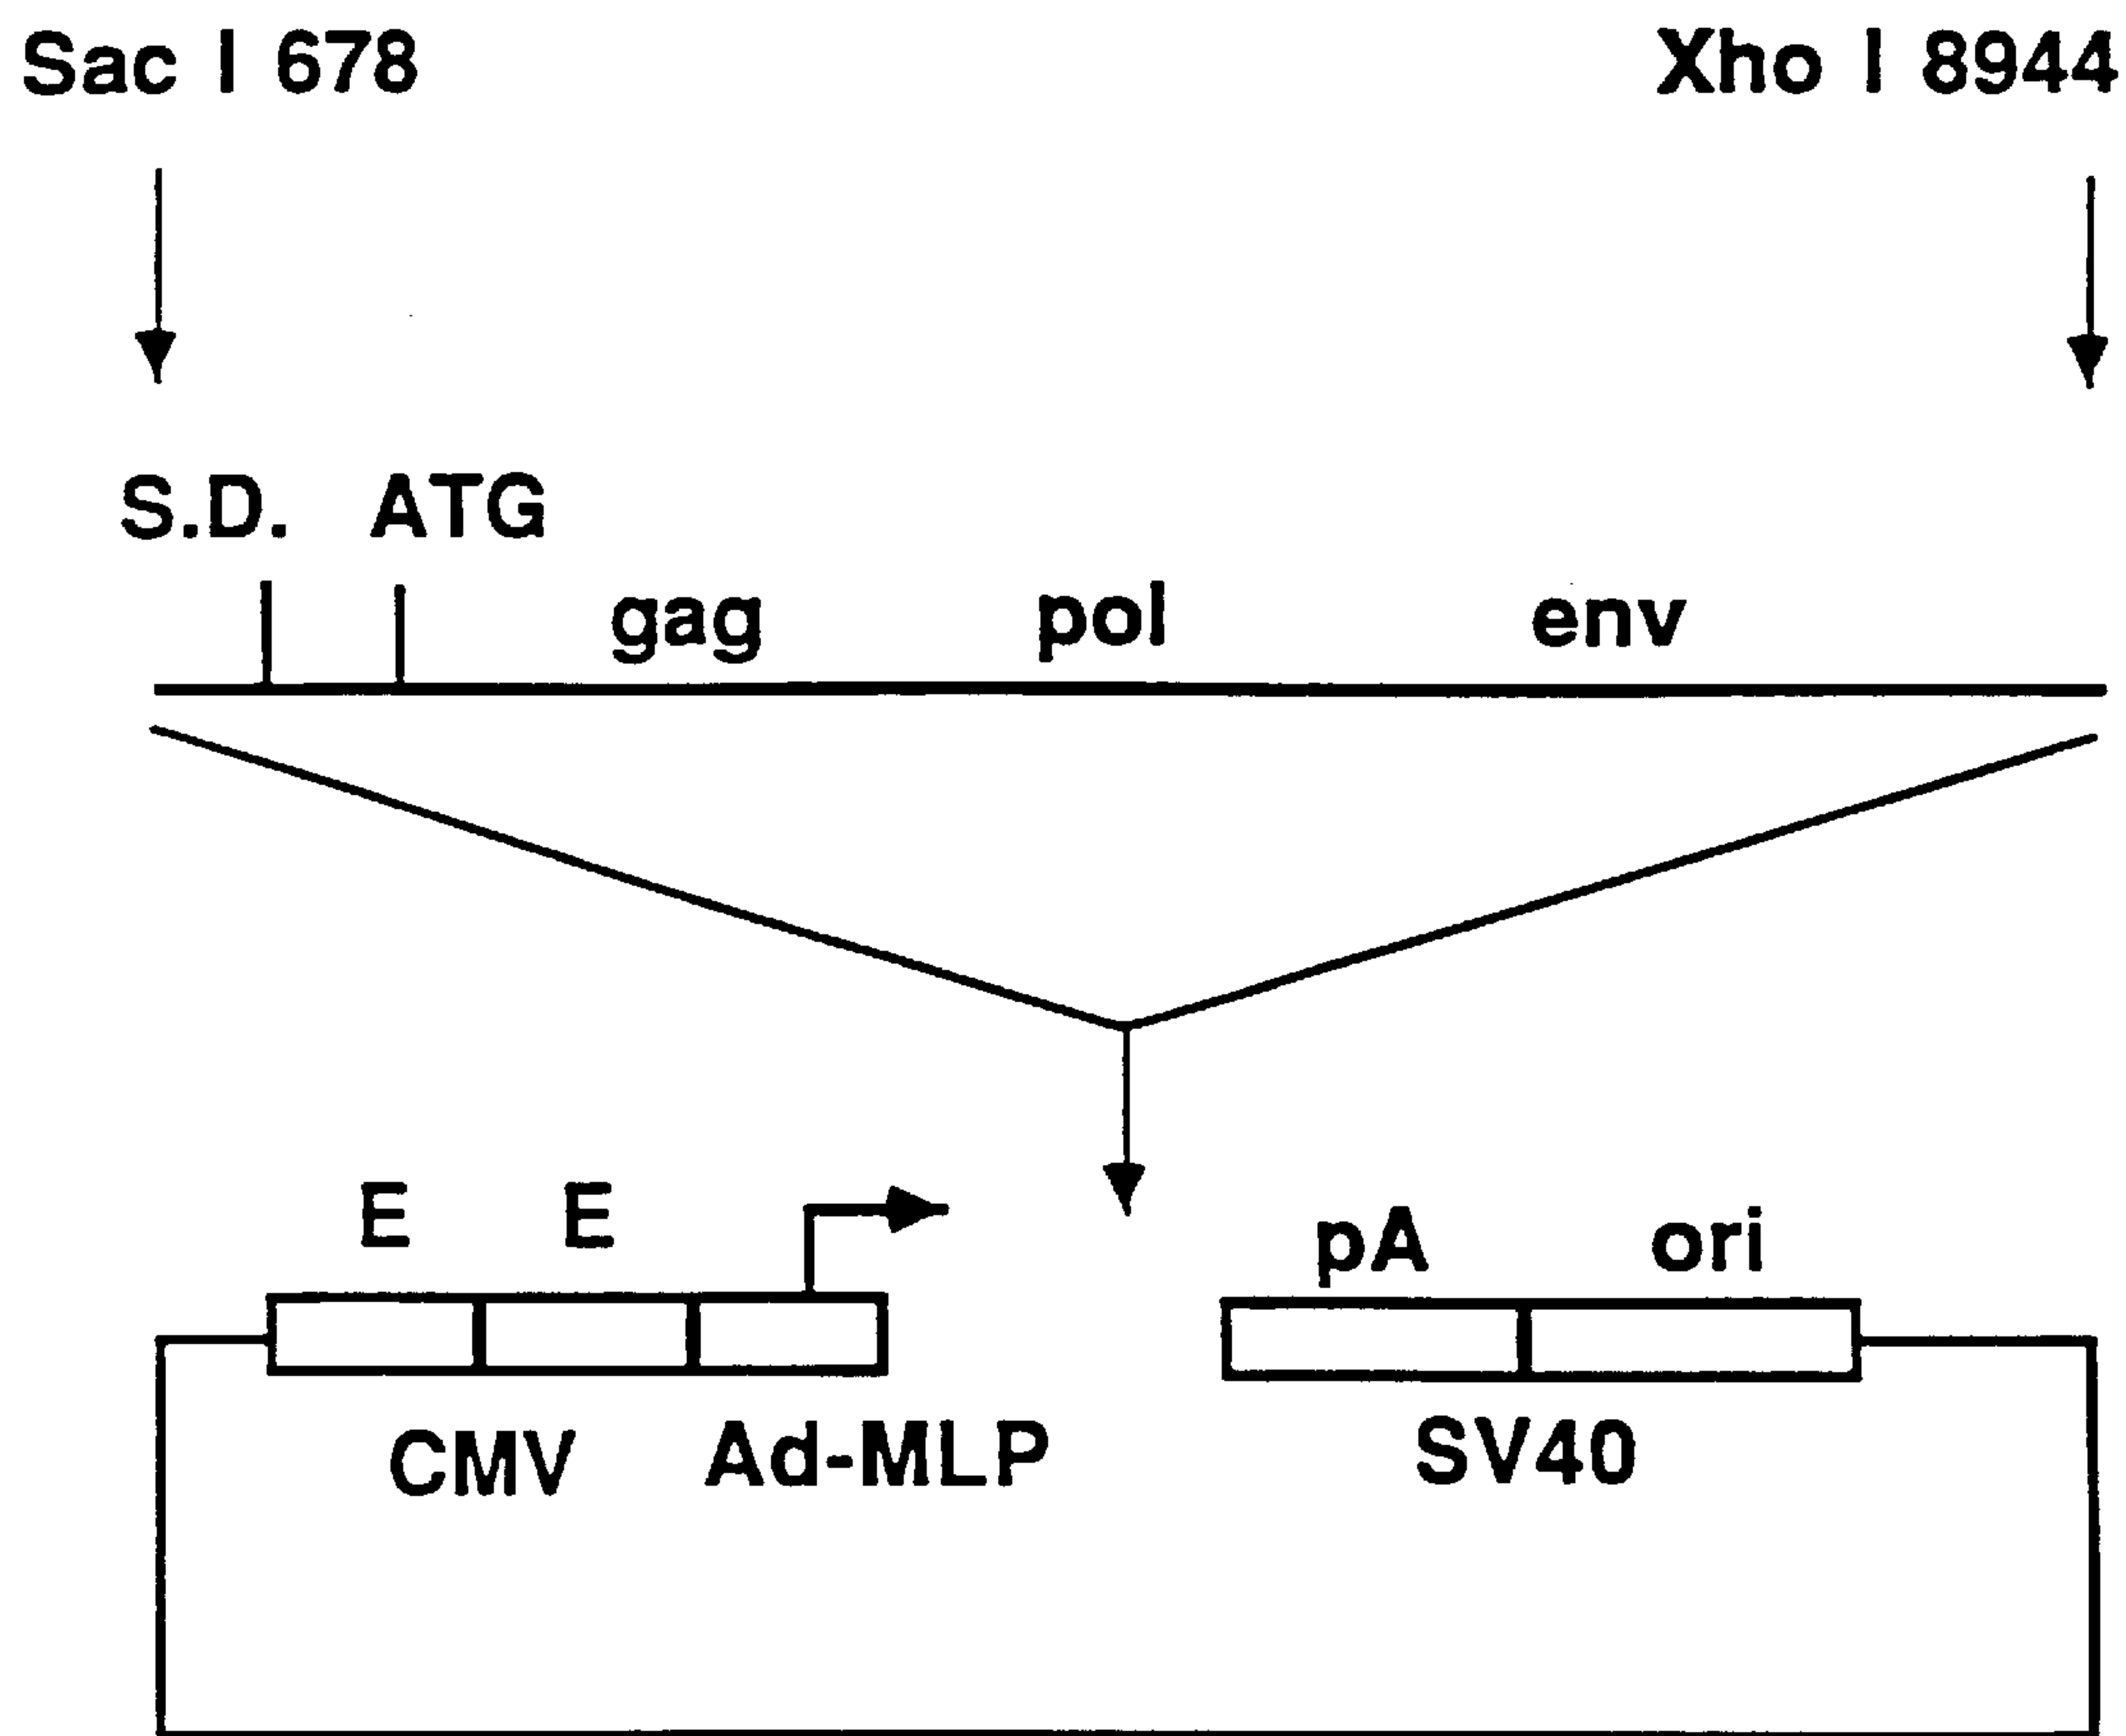 Sac I 678 Xho I 8944
S.D. ATG
gag pol env
E E pA ori
CMV Ad-MLP SV40